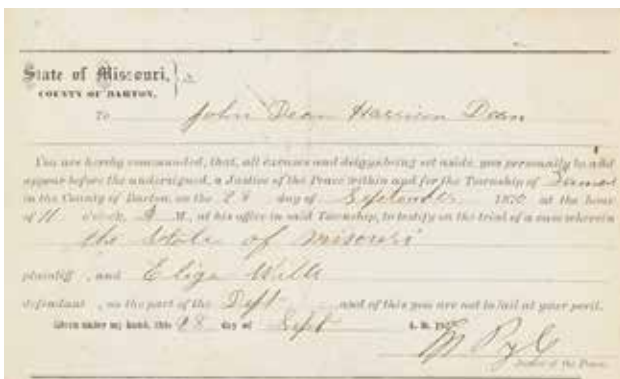 State of Missouri, } ss
COUNTY OF BARTON.
To John Dean Harrison Dean
You are hereby commanded, that, all excuses and delays being set aside, you personally be and
appear before the undersigned, a Justice of the Peace within and for the Township of
in the County of Barton, on the 28 day of September 1870 at the hour
of 11 o'clock, A M., at his office in said Township, to testify on the trial of a case wherein
the State of Misouri
plaintiff , and Elige Wells
defendant , on the part of the Deft and of this you are not to fail at your peril.
Given under my hand, this 28 day of Sept A. D. 187
Justice of the Peace.